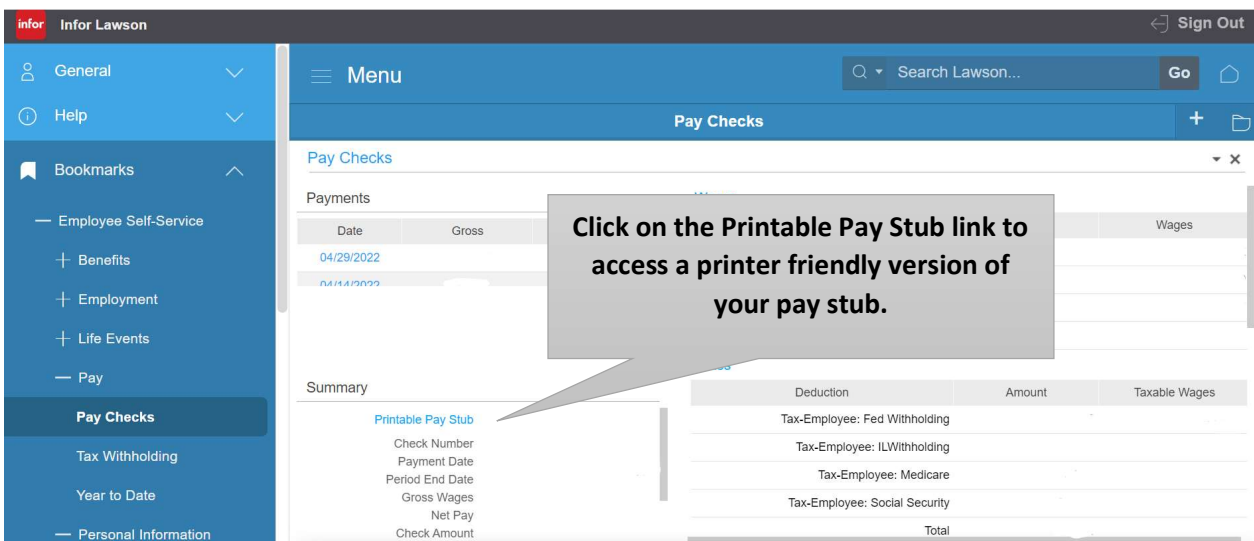 infor Infor Lawson
Sign Out
General
Help
Bookmarks
Employee Self-Service
Benefits
Employment
Life Events
Pay
Pay Checks
Tax Withholding
Year to Date
Personal Information
Menu
Search Lawson...
Go
Pay Checks
Pay Checks
Payments
Date Gross
04/29/2022
04/14/2022
Wages
Click on the Printable Pay Stub link to
access a printer friendly version of
your pay stub.
Summary
Printable Pay Stub
Check Number
Payment Date
Period End Date
Gross Wages
Net Pay
Check Amount
Deduction Amount Taxable Wages
Tax-Employee: Fed Withholding
Tax-Employee: ILWithholding
Tax-Employee: Medicare
Tax-Employee: Social Security
Total